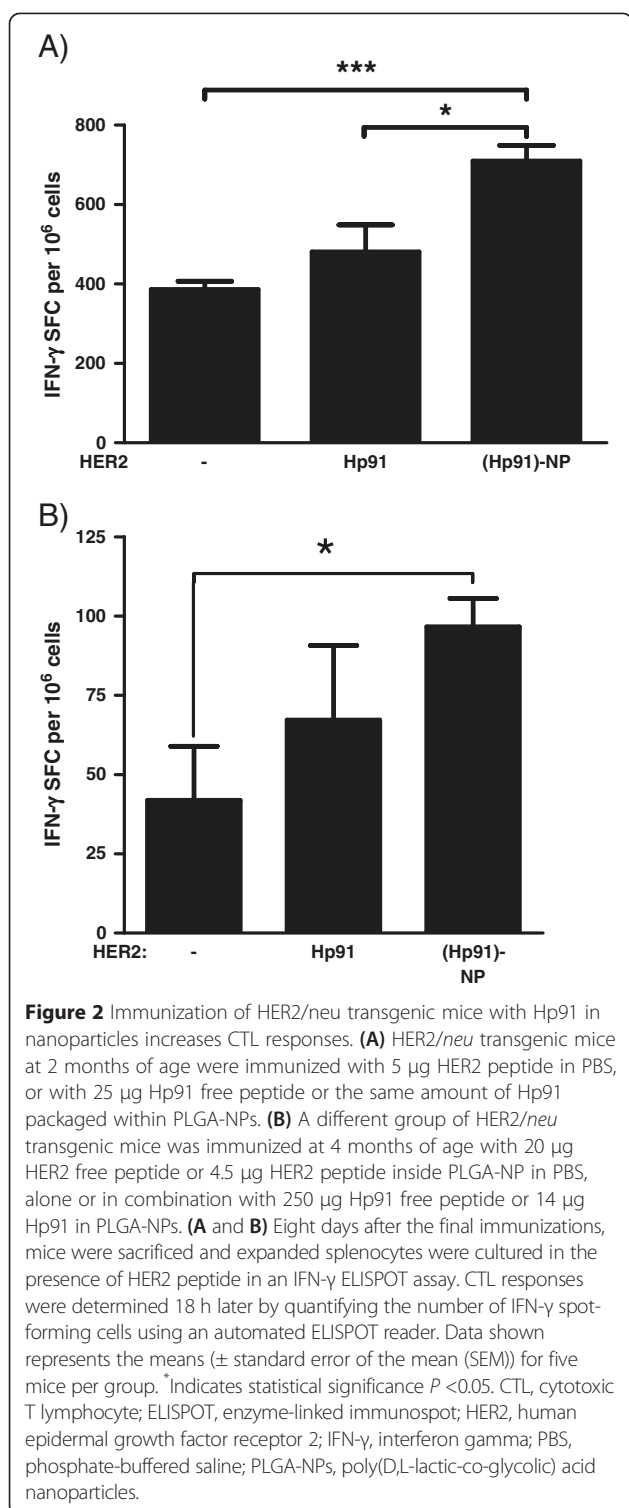 A)
***
*
800
600
400
200
0
IFN-γ SFC per 10⁶ cells
HER2 - Hp91 (Hp91)-NP
B)
*
125
100
75
50
25
0
IFN-γ SFC per 10⁶ cells
HER2: - Hp91 (Hp91)-
NP
Figure 2 Immunization of HER2/neu transgenic mice with Hp91 in
nanoparticles increases CTL responses. (A) HER2/neu transgenic mice
at 2 months of age were immunized with 5 μg HER2 peptide in PBS,
or with 25 μg Hp91 free peptide or the same amount of Hp91
packaged within PLGA-NPs. (B) A different group of HER2/neu
transgenic mice was immunized at 4 months of age with 20 μg
HER2 free peptide or 4.5 μg HER2 peptide inside PLGA-NP in PBS,
alone or in combination with 250 μg Hp91 free peptide or 14 μg
Hp91 in PLGA-NPs. (A and B) Eight days after the final immunizations,
mice were sacrificed and expanded splenocytes were cultured in the
presence of HER2 peptide in an IFN-γ ELISPOT assay. CTL responses
were determined 18 h later by quantifying the number of IFN-γ spot-
forming cells using an automated ELISPOT reader. Data shown
represents the means (± standard error of the mean (SEM)) for five
mice per group. *Indicates statistical significance P <0.05. CTL, cytotoxic
T lymphocyte; ELISPOT, enzyme-linked immunospot; HER2, human
epidermal growth factor receptor 2; IFN-γ, interferon gamma; PBS,
phosphate-buffered saline; PLGA-NPs, poly(D,L-lactic-co-glycolic) acid
nanoparticles.